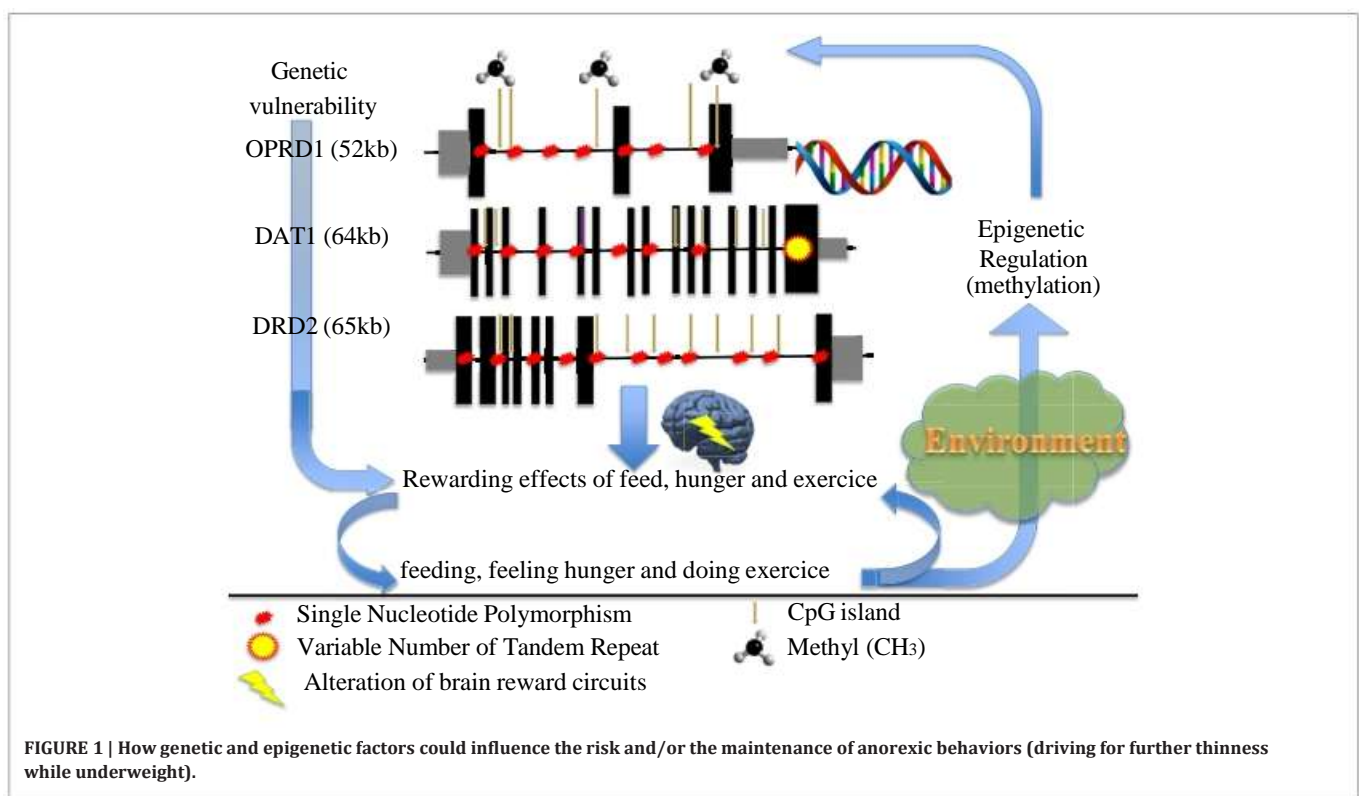 Genetic
vulnerability
OPRD1 (52kb)
DAT1 (64kb)
DRD2 (65kb)
Epigenetic
Regulation
(methylation)
Environment
Rewarding effects of feed, hunger and exercice
feeding, feeling hunger and doing exercice
Single Nucleotide Polymorphism
CpG island
Variable Number of Tandem Repeat
Methyl (CH3)
Alteration of brain reward circuits
FIGURE 1 | How genetic and epigenetic factors could influence the risk and/or the maintenance of anorexic behaviors (driving for further thinness
while underweight).